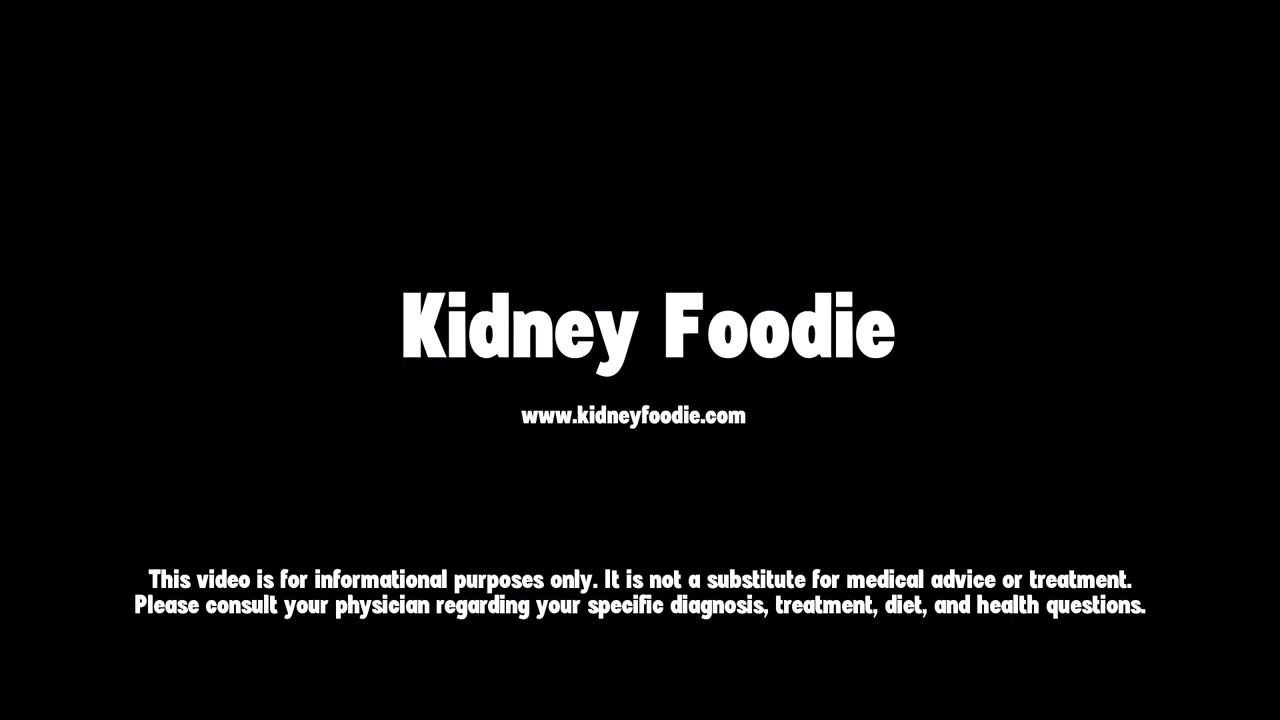 Kidney Foodie
www.kidneyfoodie.com
This video is for informational purposes only. It is not a substitute for medical advice or treatment.
Please consult your physician regarding your specific diagnosis, treatment, diet, and health questions.